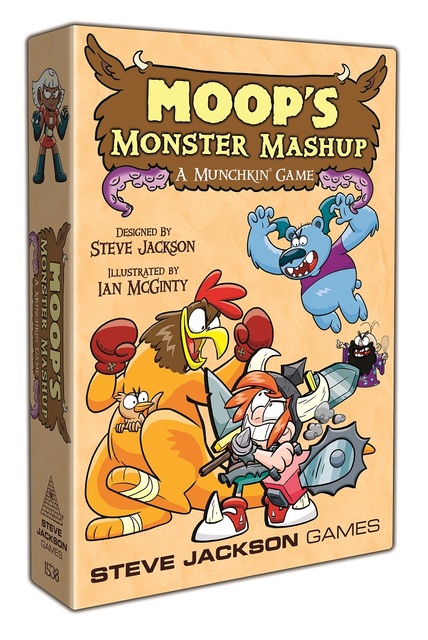 MOOP'S
MONSTER MASHUP
A MUNCHKIN® GAME
DESIGNED BY
STEVE JACKSON
ILLUSTRATED BY
IAN MCGINTY
STEVE JACKSON GAMES
MOOP'S
MONSTER MASHUP
A MUNCHKIN GAME
STEVE
JACKSON
GAMES
1538